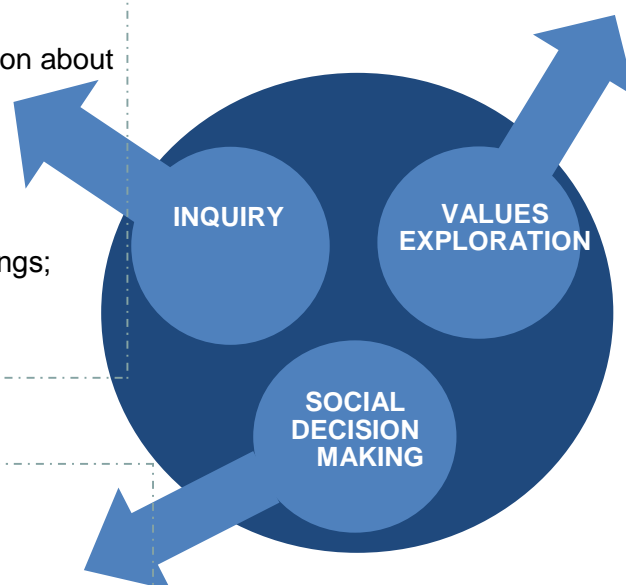 on about
INQUIRY
VALUES
EXPLORATION
ngs;
SOCIAL
DECISION
MAKING